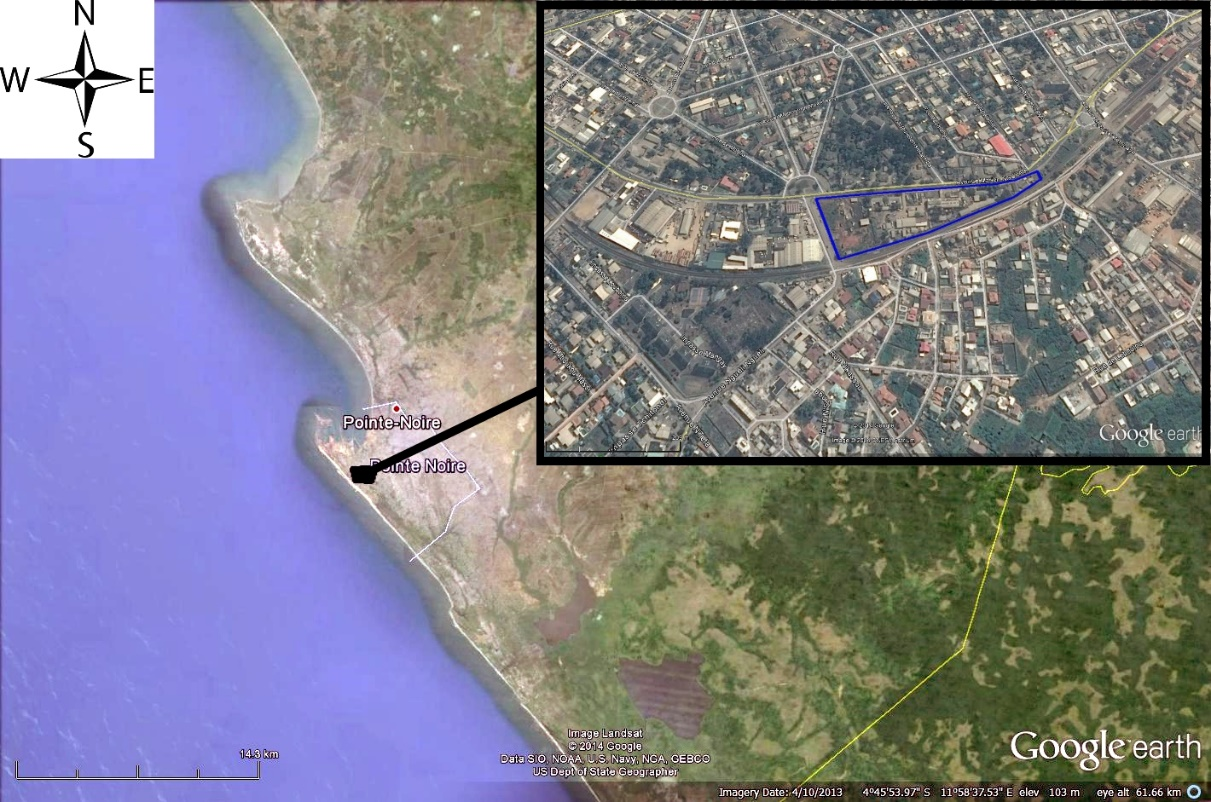 N
W E
S
Google earth
Pointe-Noire
Pointe Noire
14.3 km
Image Landsat
© 2014 Google
Data SIO, NOAA, U.S. Navy, NGA, GEBCO
US Dept of State Geographer
Google earth
Imagery Date: 4/10/2013 4°45'53.97" S 11°58'37.53" E elev 103 m eye alt 61.66 km